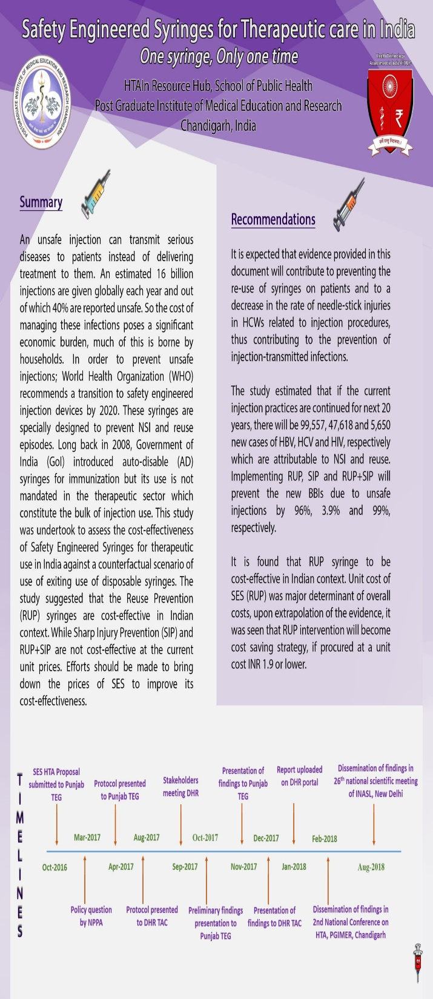 Safety Engineered Syringes for Therapeutic care in India
One syringe, Only one time
POSTGRADUATE INSTITUTE OF MEDICAL EDUCATION AND RESEARCH CHANDIGARH
Health Technology
Assessment in India (HTAIn)
HTAIn Resource Hub, School of Public Health
Post Graduate Institute of Medical Education and Research
Chandigarh, India
₹
Summary
An unsafe injection can transmit serious
diseases to patients instead of delivering
treatment to them. An estimated 16 billion
injections are given globally each year and out
of which 40% are reported unsafe. So the cost of
managing these infections poses a significant
economic burden, much of this is borne by
households. In order to prevent unsafe
injections; World Health Organization (WHO)
recommends a transition to safety engineered
injection devices by 2020. These syringes are
specially designed to prevent NSI and reuse
episodes. Long back in 2008, Government of
India (GoI) introduced auto-disable (AD)
syringes for immunization but its use is not
mandated in the therapeutic sector which
constitute the bulk of injection use. This study
was undertook to assess the cost-effectiveness
of Safety Engineered Syringes for therapeutic
use in India against a counterfactual scenario of
use of exiting use of disposable syringes. The
study suggested that the Reuse Prevention
(RUP) syringes are cost-effective in Indian
context. While Sharp Injury Prevention (SIP) and
RUP+SIP are not cost-effective at the current
unit prices. Efforts should be made to bring
down the prices of SES to improve its
cost-effectiveness.
Recommendations
It is expected that evidence provided in this
document will contribute to preventing the
re-use of syringes on patients and to a
decrease in the rate of needle-stick injuries
in HCWs related to injection procedures,
thus contributing to the prevention of
injection-transmitted infections.
The study estimated that if the current
injection practices are continued for next 20
years, there will be 99,557, 47,618 and 5,650
new cases of HBV, HCV and HIV, respectively
which are attributable to NSI and reuse.
Implementing RUP, SIP and RUP+SIP will
prevent the new BBIs due to unsafe
injections by 96%, 3.9% and 99%,
respectively.
It is found that RUP syringe to be
cost-effective in Indian context. Unit cost of
SES (RUP) was major determinant of overall
costs, upon extrapolation of the evidence, it
was seen that RUP intervention will become
cost saving strategy, if procured at a unit
cost INR 1.9 or lower.
TIMELINES
SES HTA Proposal
submitted to Punjab
TEG
Protocol presented
to Punjab TEG
Stakeholders
meeting DHR
Presentation of
findings to Punjab
TEG
Report uploaded
on DHR portal
Dissemination of findings in
26th national scientific meeting
of INASL, New Delhi
Mar-2017
Aug-2017
Oct-2017
Dec-2017
Feb-2018
Oct-2016
Apr-2017
Sep-2017
Nov-2017
Jan-2018
Aug-2018
Policy question
by NPPA
Protocol presented
to DHR TAC
Preliminary findings
presentation to
Punjab TEG
Presentation of
findings to DHR TAC
Dissemination of findings in
2nd National Conference on
HTA, PGIMER, Chandigarh